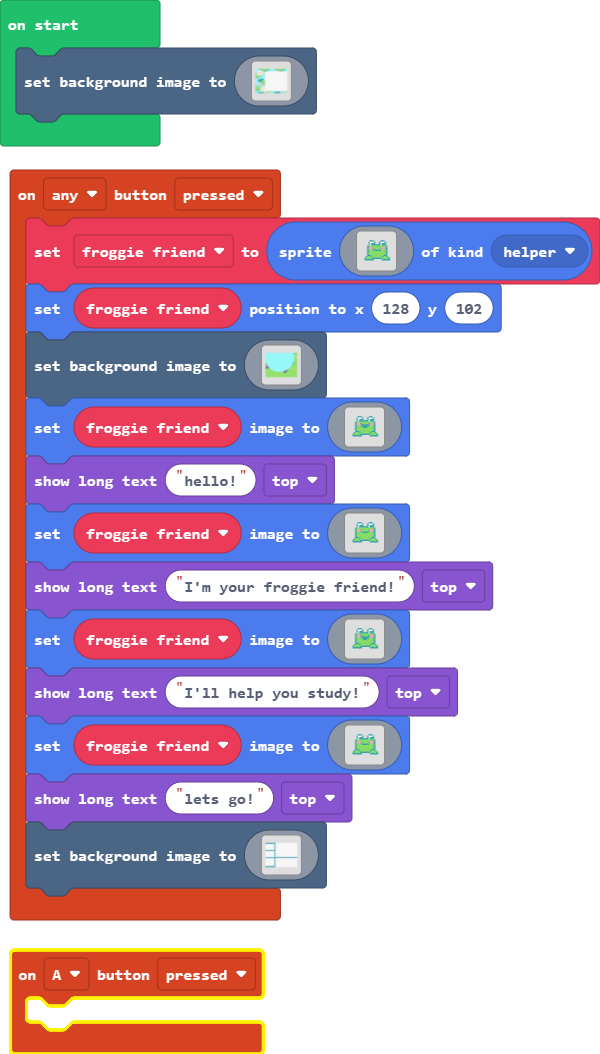 on start
set background image to
on any button pressed
set froggie friend to sprite of kind helper
set froggie friend position to x 128 y 102
set background image to
set froggie friend image to
show long text "hello!" top
set froggie friend image to
show long text "I'm your froggie friend!" top
set froggie friend image to
show long text "I'll help you study!" top
set froggie friend image to
show long text "lets go!" top
set background image to
on A button pressed